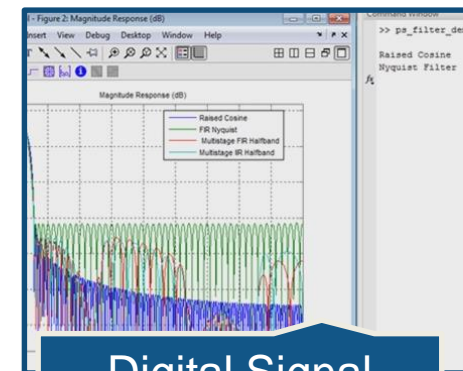 - Figure 2: Magnitude Response (dB)
Insert View Debug Desktop Window Help
Magnitude Response (dB)
Raised Cosine
FIR Nyquist
Multistage FIR Halfband
Multistage IIR Halfband
Command Window
>> ps_filter_de
Raised Cosine
Nyquist Filter
fx
Digital Signal